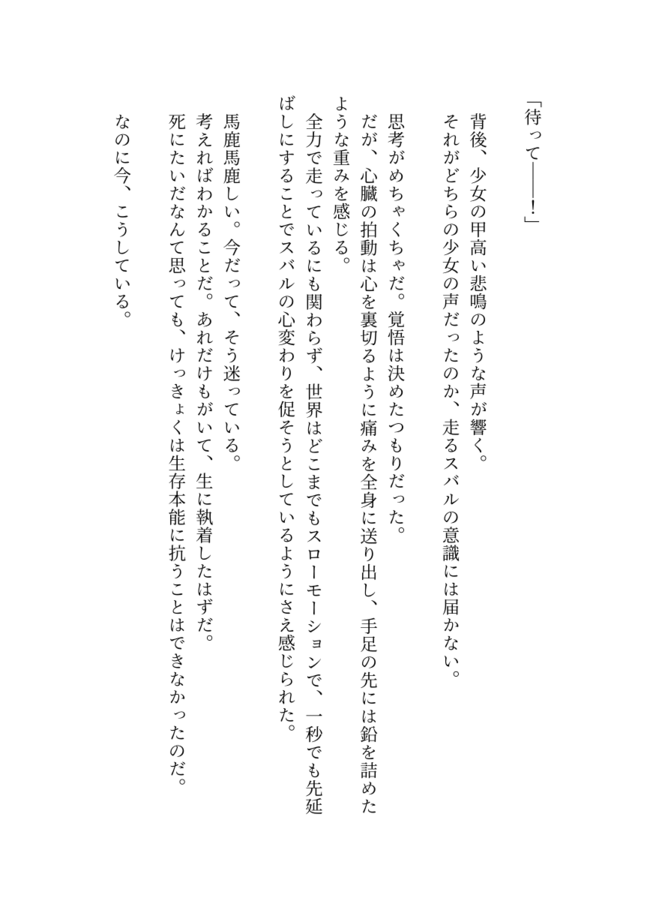 「待って――！」
背後、少女の甲高い悲鳴のような声が響く。
それがどちらの少女の声だったのか、走るスバルの意識には届かない。
思考がめちゃくちゃだ。覚悟は決めたつもりだった。
だが、心臓の拍動は心を裏切るように痛みを全身に送り出し、手足の先には鉛を詰めた
ような重みを感じる。
全力で走っているにも関わらず、世界はどこまでもスローモーションで、一秒でも先延
ばしにすることでスバルの心変わりを促そうとしているようにさえ感じられた。
馬鹿馬鹿しい。今だって、そう迷っている。
考えればわかることだ。あれだけもがいて、生に執着したはずだ。
死にたいだなんて思っても、けっきょくは生存本能に抗うことはできなかったのだ。
なのに今、こうしている。